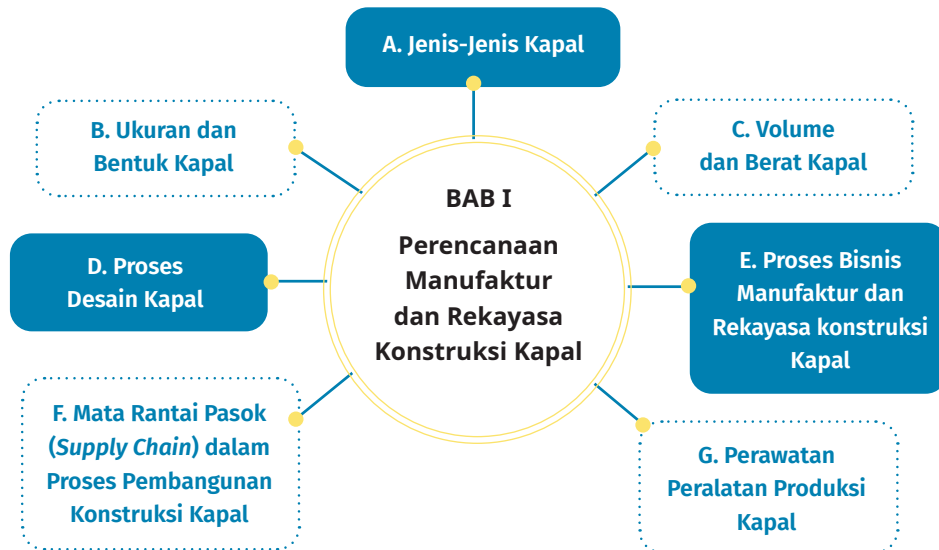 A. Jenis-Jenis Kapal
B. Ukuran dan
Bentuk Kapal
C. Volume
dan Berat Kapal
BAB I
Perencanaan
Manufaktur
dan Rekayasa
Konstruksi Kapal
D. Proses
Desain Kapal
E. Proses Bisnis
Manufaktur dan
Rekayasa konstruksi
Kapal
F. Mata Rantai Pasok
(Supply Chain) dalam
Proses Pembangunan
Konstruksi Kapal
G. Perawatan
Peralatan Produksi
Kapal